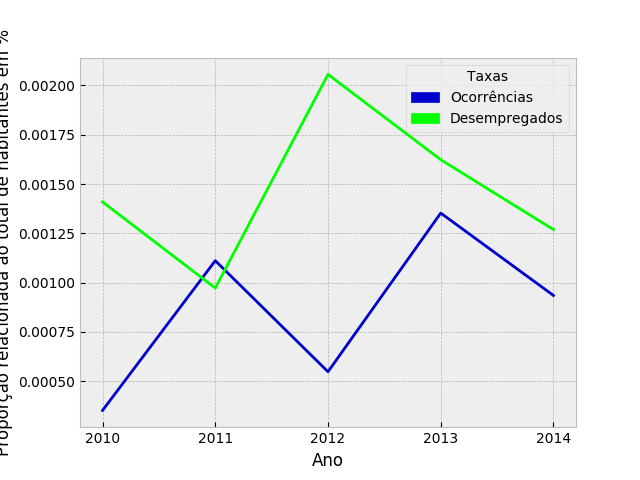 Proporção relacionada ao total de habitantes em %
0.00200
0.00175
0.00150
0.00125
0.00100
0.00075
0.00050
Taxas
Ocorrências
Desempregados
2010 2011 2012 2013 2014
Ano